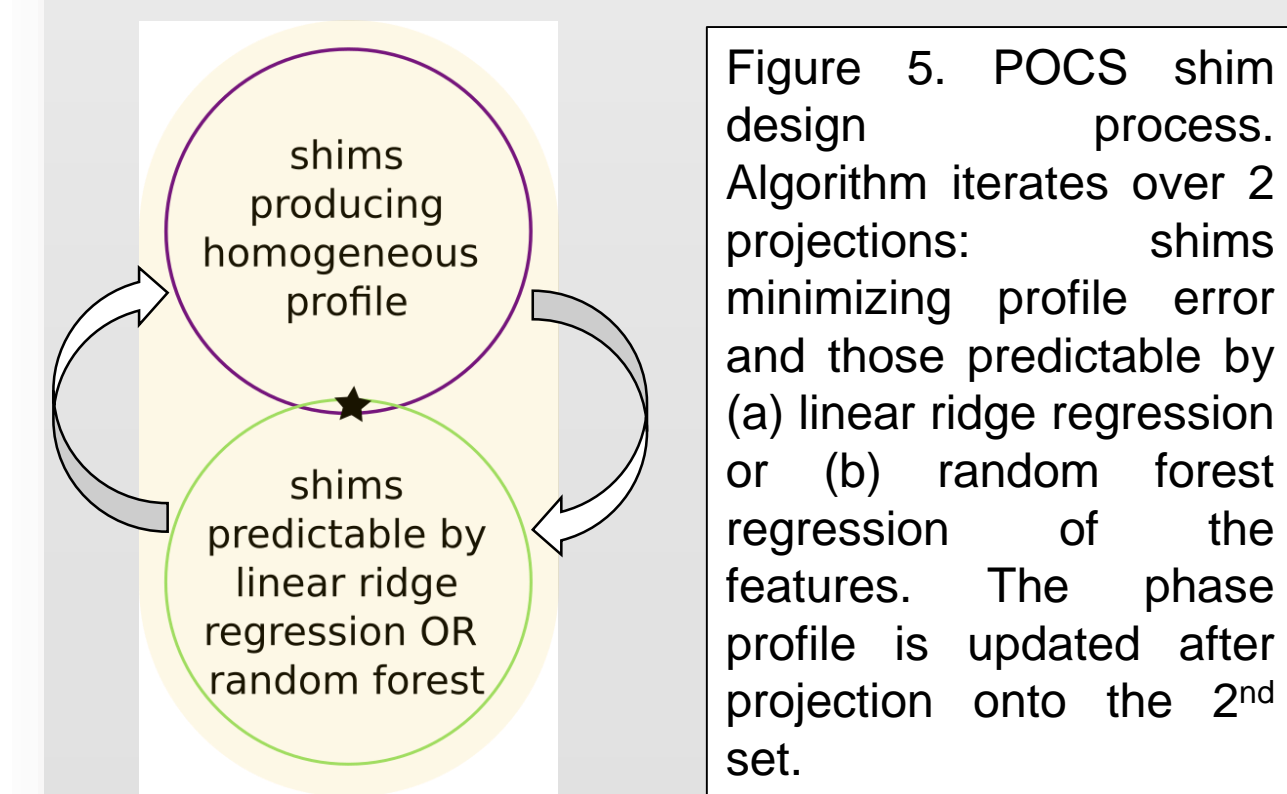 shims
producing
homogeneous
profile
shims
predictable by
linear ridge
regression OR
random forest
Figure 5. POCS shim
design process.
Algorithm iterates over 2
projections: shims
minimizing profile error
and those predictable by
(a) linear ridge regression
or (b) random forest
regression of the
features. The phase
profile is updated after
projection onto the 2nd
set.